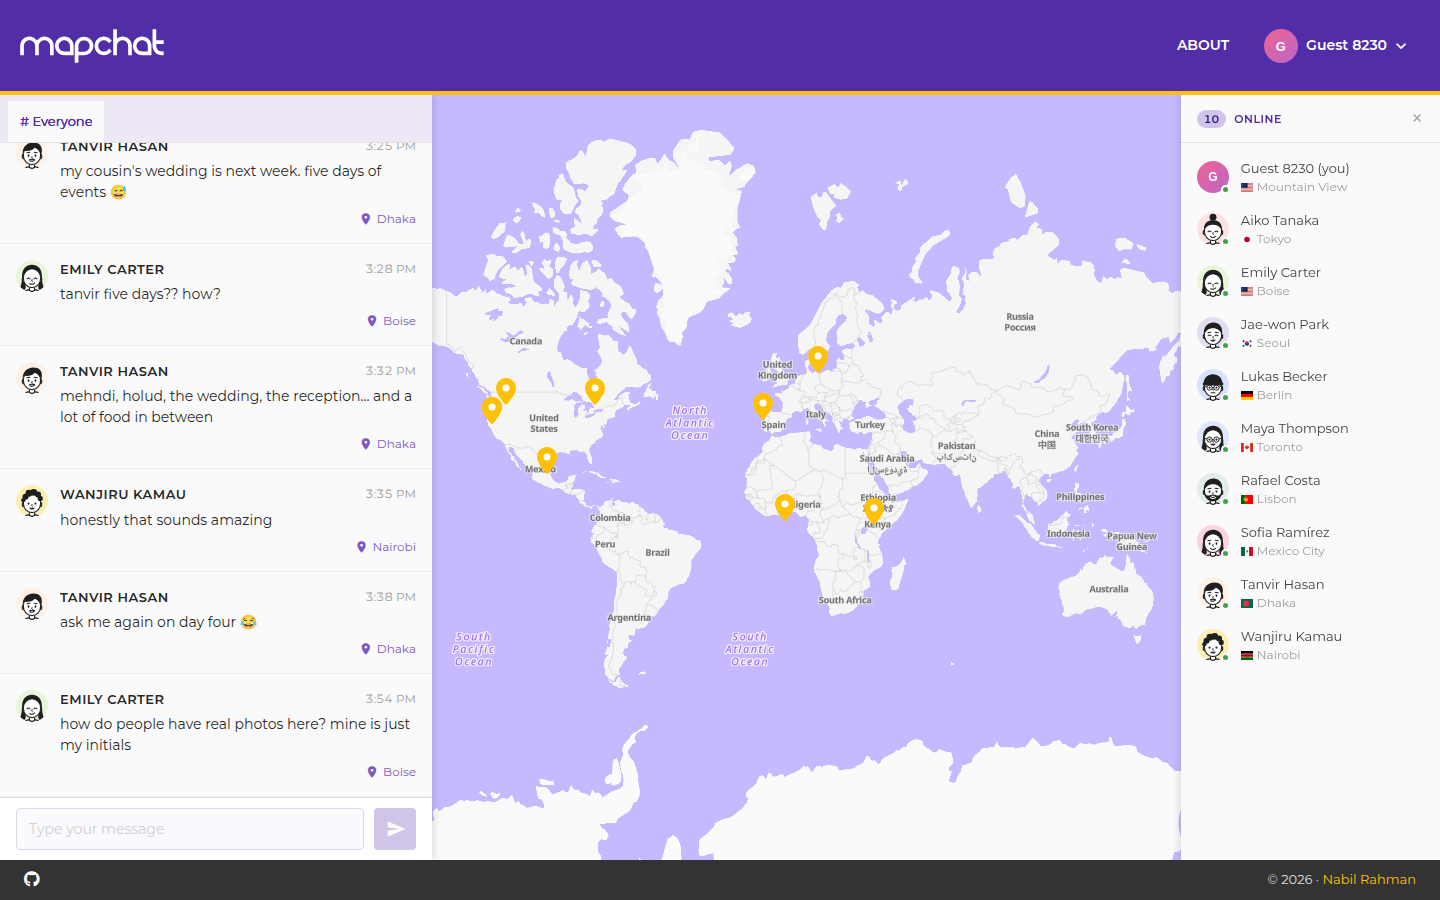 mapchat
ABOUT
G
Guest 8230
# Everyone
TANVIR HASAN
3:25 PM
my cousin's wedding is next week. five days of
events 😅
Dhaka
EMILY CARTER
3:28 PM
tanvir five days?? how?
Boise
TANVIR HASAN
3:32 PM
mehndi, holud, the wedding, the reception... and a
lot of food in between
Dhaka
WANJIRU KAMAU
3:35 PM
honestly that sounds amazing
Nairobi
TANVIR HASAN
3:38 PM
ask me again on day four 😂
Dhaka
EMILY CARTER
3:54 PM
how do people have real photos here? mine is just
my initials
Boise
Type your message
Canada
United
States
Mexico
Colombia
Peru
Brazil
Argentina
North
Atlantic
Ocean
South
Pacific
Ocean
South
Atlantic
Ocean
United
Kingdom
Spain
Italy
Turkey
Russia
Россия
Saudi Arabia
السعودية
Pakistan
پاکستان
China
中国
South Korea
대한민국
Ethiopia
Kenya
Philippines
Indonesia
Papua New
Guinea
Australia
South Africa
10 ONLINE
×
G
Guest 8230 (you)
Mountain View
Aiko Tanaka
Tokyo
Emily Carter
Boise
Jae-won Park
Seoul
Lukas Becker
Berlin
Maya Thompson
Toronto
Rafael Costa
Lisbon
Sofia Ramírez
Mexico City
Tanvir Hasan
Dhaka
Wanjiru Kamau
Nairobi
© 2026 · Nabil Rahman